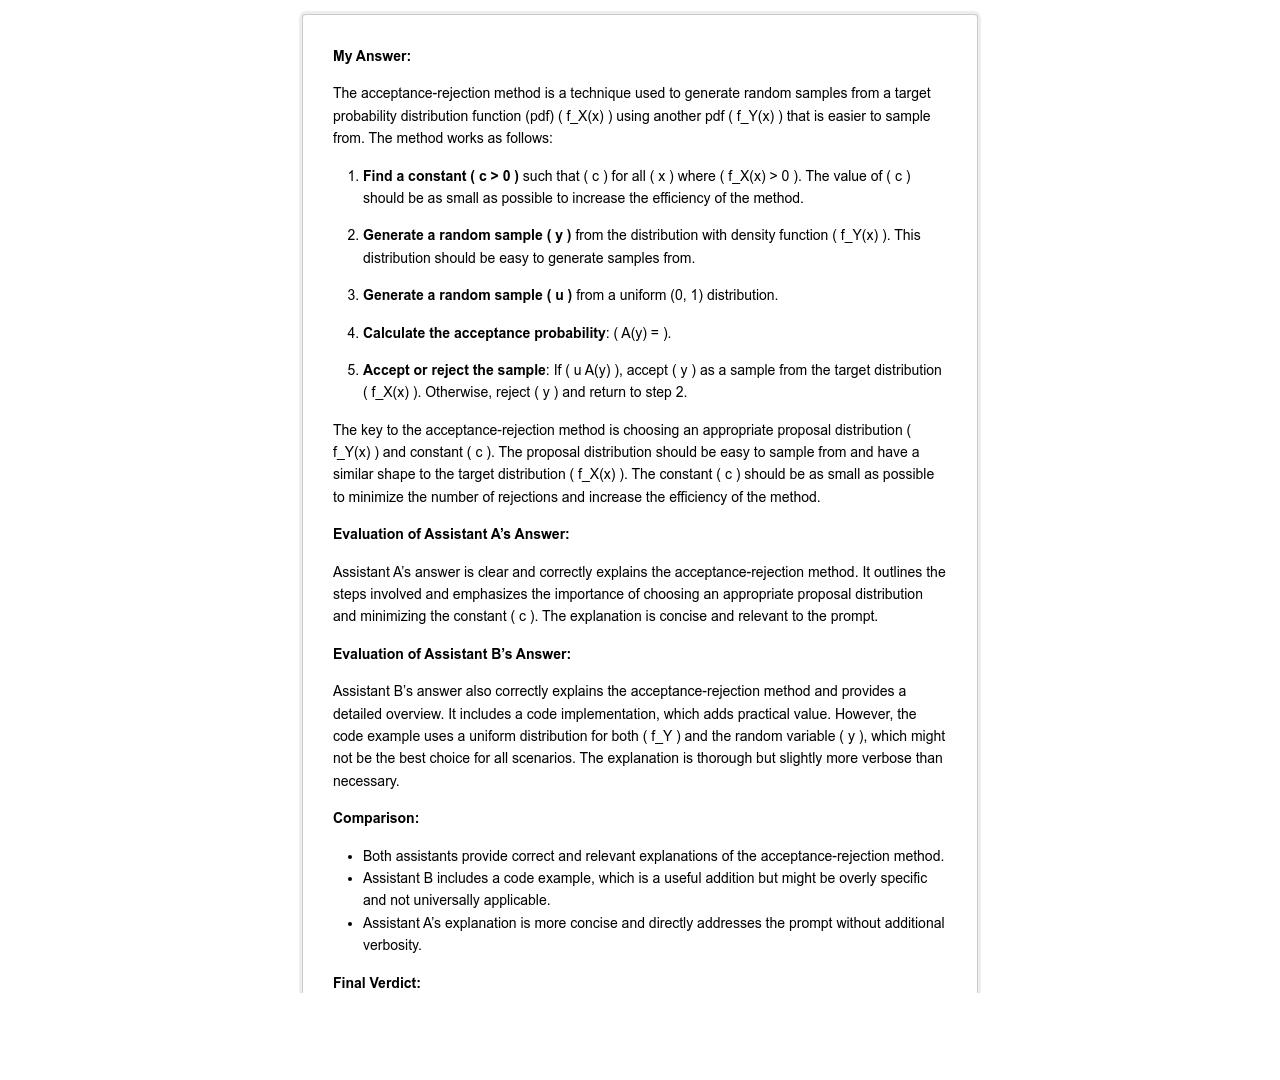 My Answer:
The acceptance-rejection method is a technique used to generate random samples from a target
probability distribution function (pdf) ( f_X(x) ) using another pdf ( f_Y(x) ) that is easier to sample
from. The method works as follows:
1. Find a constant ( c > 0 ) such that ( c ) for all ( x ) where ( f_X(x) > 0 ). The value of ( c )
should be as small as possible to increase the efficiency of the method.
2. Generate a random sample ( y ) from the distribution with density function ( f_Y(x) ). This
distribution should be easy to generate samples from.
3. Generate a random sample ( u ) from a uniform (0, 1) distribution.
4. Calculate the acceptance probability: ( A(y) = ).
5. Accept or reject the sample: If ( u A(y) ), accept ( y ) as a sample from the target distribution
( f_X(x) ). Otherwise, reject ( y ) and return to step 2.
The key to the acceptance-rejection method is choosing an appropriate proposal distribution (
f_Y(x) ) and constant ( c ). The proposal distribution should be easy to sample from and have a
similar shape to the target distribution ( f_X(x) ). The constant ( c ) should be as small as possible
to minimize the number of rejections and increase the efficiency of the method.
Evaluation of Assistant A’s Answer:
Assistant A’s answer is clear and correctly explains the acceptance-rejection method. It outlines the
steps involved and emphasizes the importance of choosing an appropriate proposal distribution
and minimizing the constant ( c ). The explanation is concise and relevant to the prompt.
Evaluation of Assistant B’s Answer:
Assistant B’s answer also correctly explains the acceptance-rejection method and provides a
detailed overview. It includes a code implementation, which adds practical value. However, the
code example uses a uniform distribution for both ( f_Y ) and the random variable ( y ), which might
not be the best choice for all scenarios. The explanation is thorough but slightly more verbose than
necessary.
Comparison:
• Both assistants provide correct and relevant explanations of the acceptance-rejection method.
• Assistant B includes a code example, which is a useful addition but might be overly specific
and not universally applicable.
• Assistant A’s explanation is more concise and directly addresses the prompt without additional
verbosity.
Final Verdict: